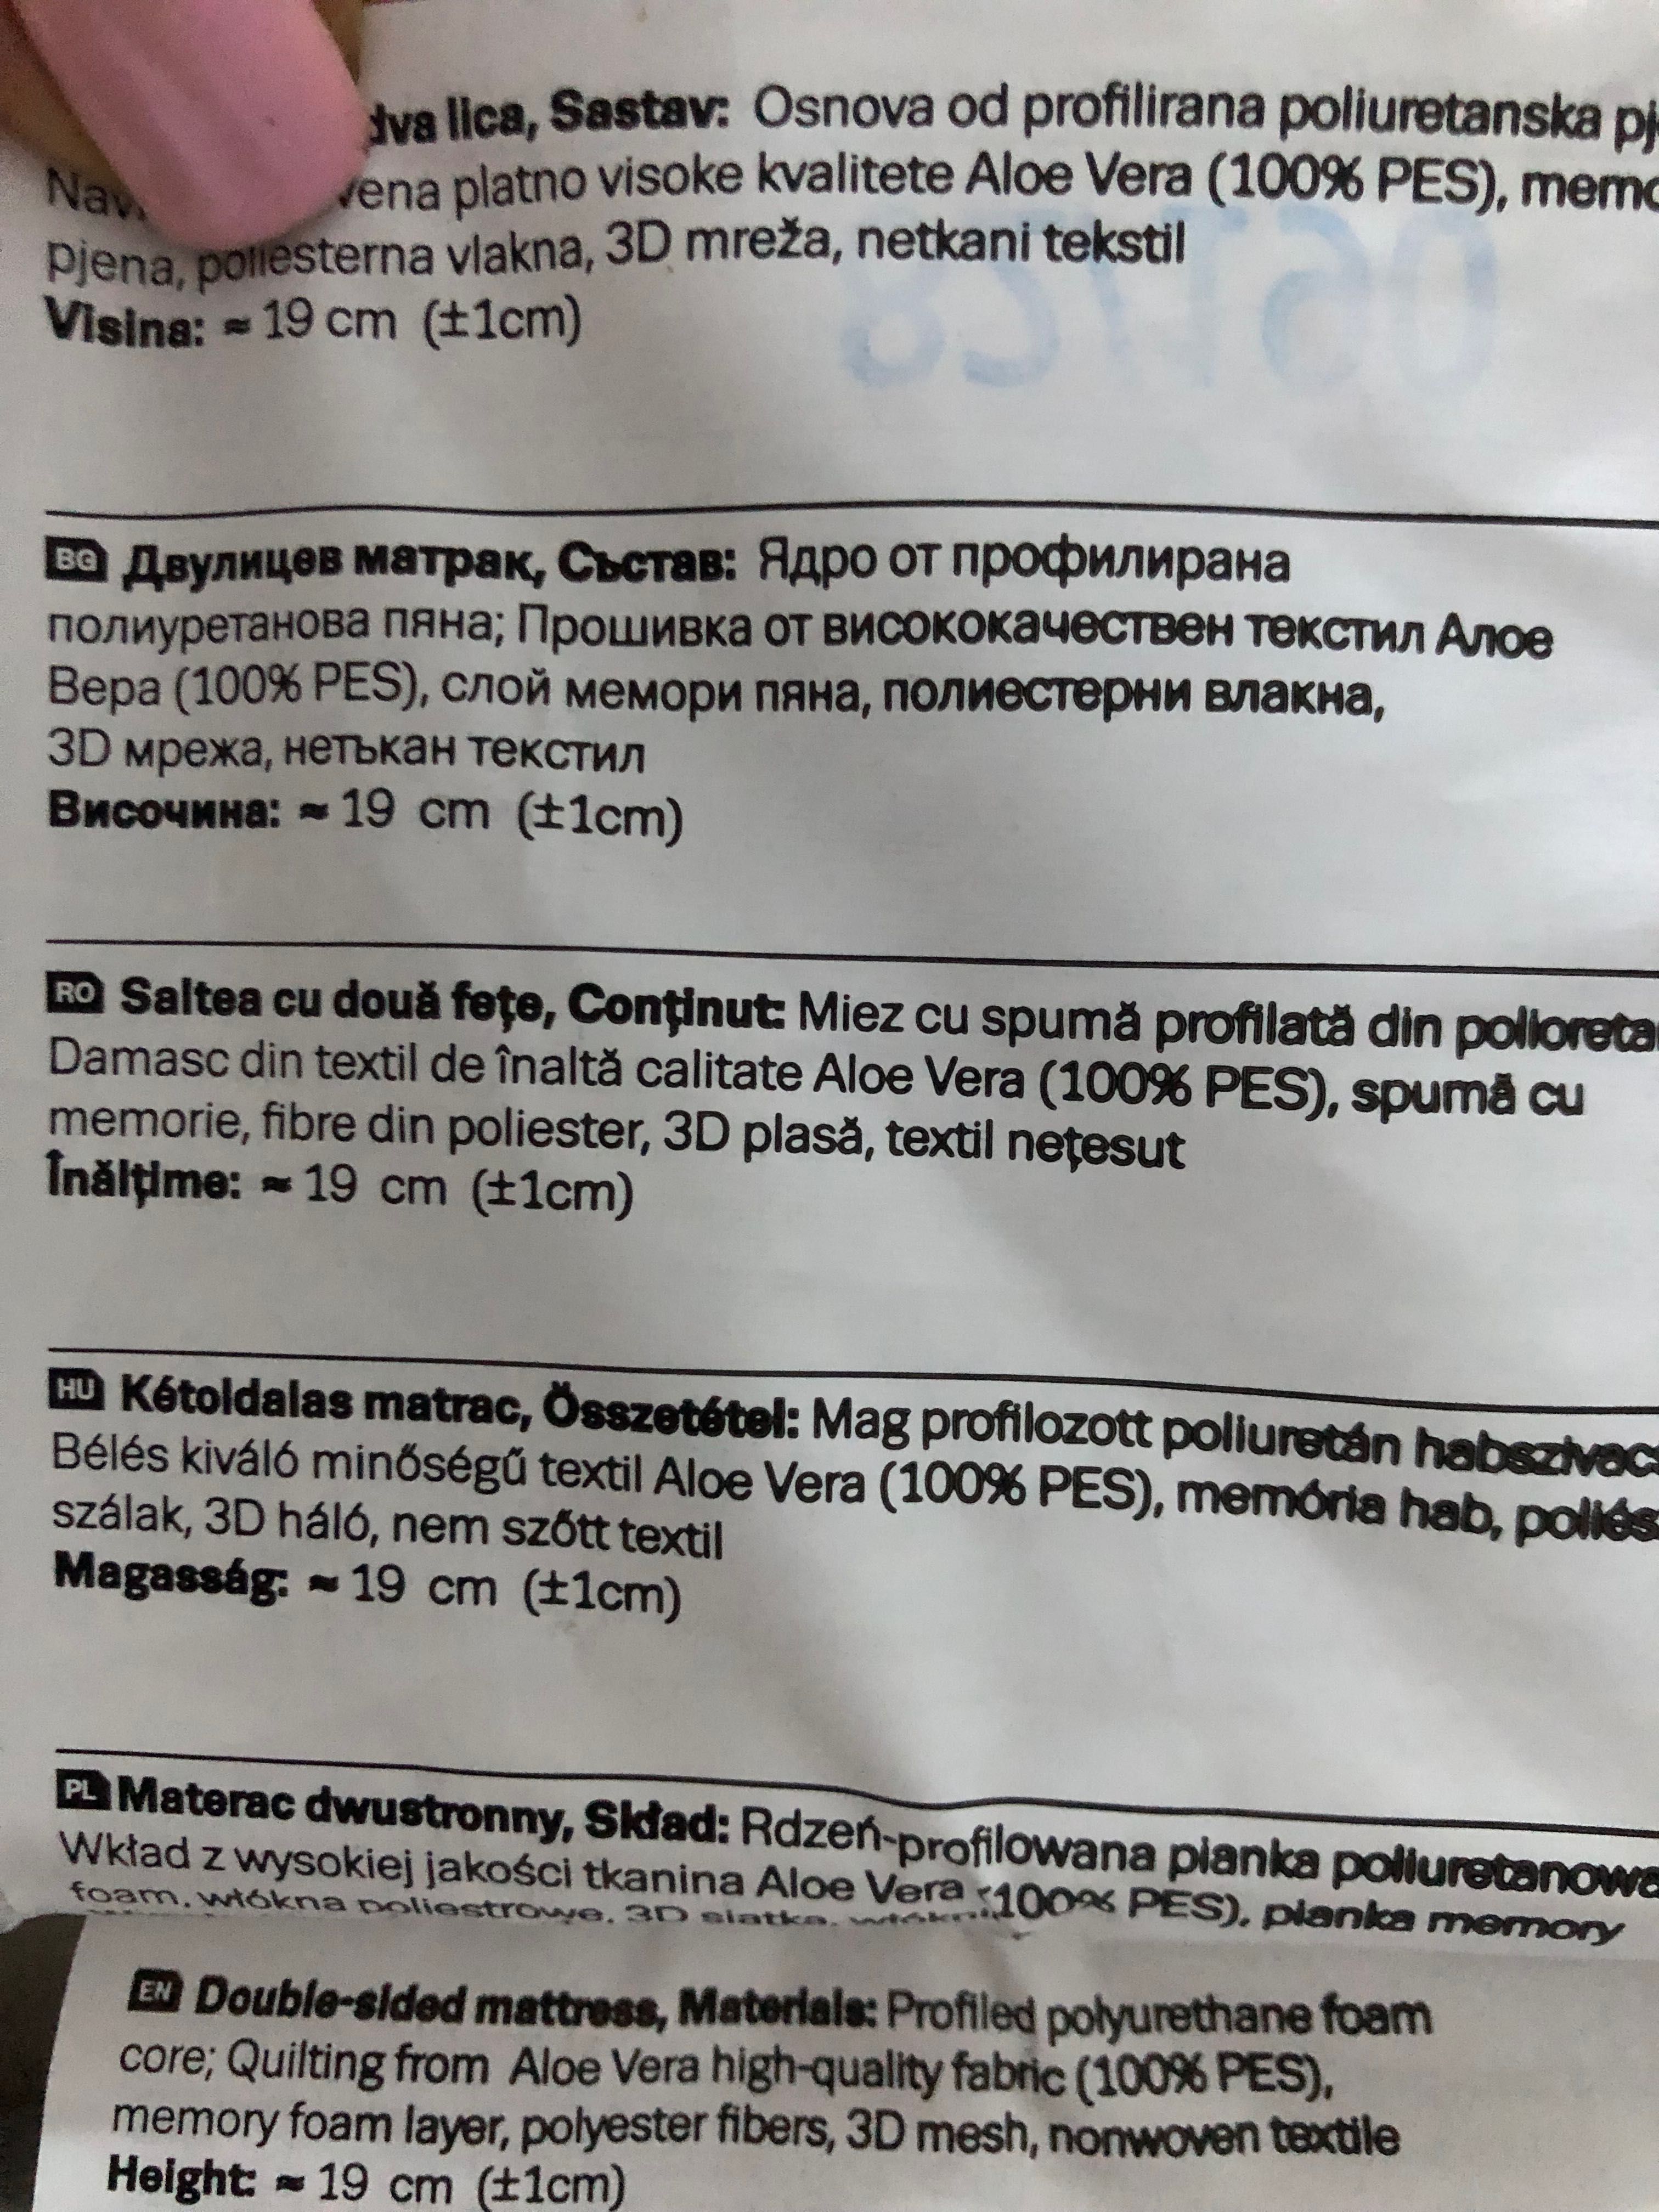 dva lica, Sastav: Osnova od profilirana poliuretanska
platno visoke kvalitete Aloe Vera (100% PES),
pjena, poliesterna vlakna, 3D mreža, netkani tekstil
Visina: ≈ 19 cm (±1cm)
BG Двулицев матрак, Състав: Ядро от профилирана
полиуретанова пяна; Прошивка от висококачествен текстил Алое
Вера (100% PES), слой мемори пяна, полиестерни влакна,
3D мрежа, нетъкан текстил
Височина: ≈ 19 cm (±1cm)
RO Saltea cu două fețe, Conținut: Miez cu spumă profilată din
Damasc din textil de înaltă calitate Aloe Vera (100% PES), spumă cu
memorie, fibre din poliester, 3D plasă, textil nețesut
Înălțime: ≈ 19 cm (±1cm)
HU Kétoldalas matrac, Összetétel: Mag profilozott poliuretán
Bélés kiváló minőségű textil Aloe Vera (100% PES), memória hab,
szálak, 3D háló, nem szőtt textil
Magasság: ≈ 19 cm (±1cm)
PL Materac dwustronny, Skład: Rdzeń-profilowana pianka poliuretanowa
Wkład z wysokiej jakości tkanina Aloe Vera (100% PES), pianka memory
foam, włókna poliestrowe, 3D siatka,
EN Double-sided mattress, Materials: Profiled polyurethane foam
core; Quilting from Aloe Vera high-quality fabric (100% PES),
memory foam layer, polyester fibers, 3D mesh, nonwoven textile
Height: ≈ 19 cm (±1cm)